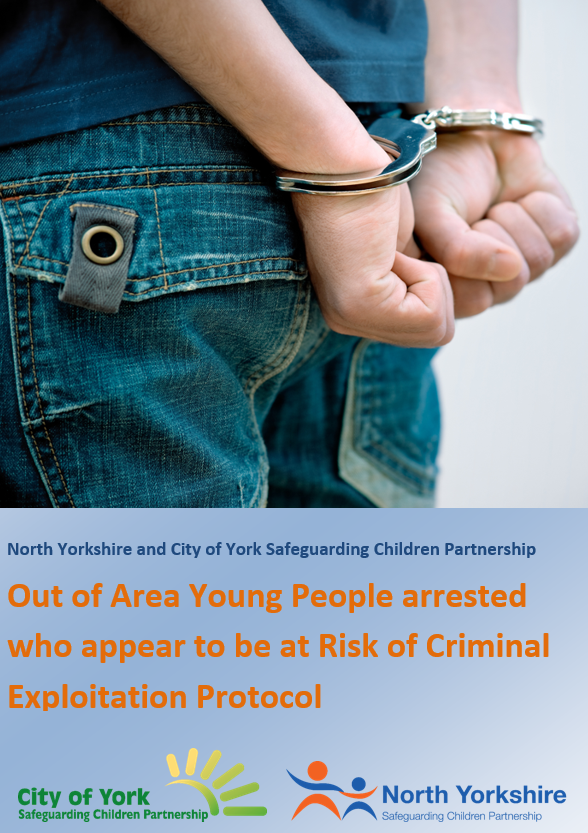 North Yorkshire and City of York Safeguarding Children Partnership
Out of Area Young People arrested
who appear to be at Risk of Criminal
Exploitation Protocol
City of York
Safeguarding Children Partnership
North Yorkshire
Safeguarding Children Partnership